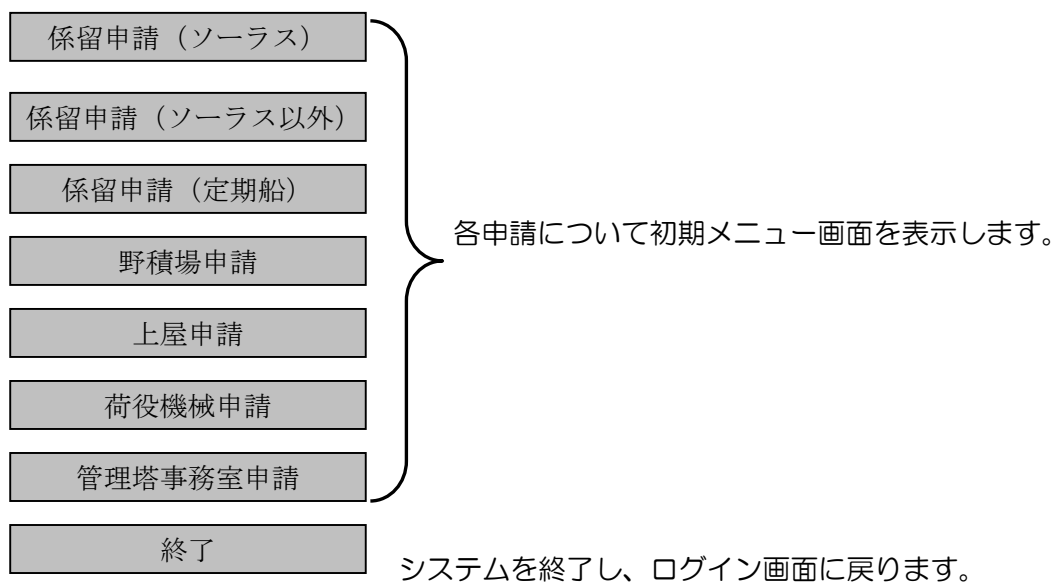 係留申請（ソーラス）
係留申請（ソーラス以外）
係留申請（定期船）
野積場申請
上屋申請
荷役機械申請
管理塔事務室申請
各申請について初期メニュー画面を表示します。
終了
システムを終了し、ログイン画面に戻ります。